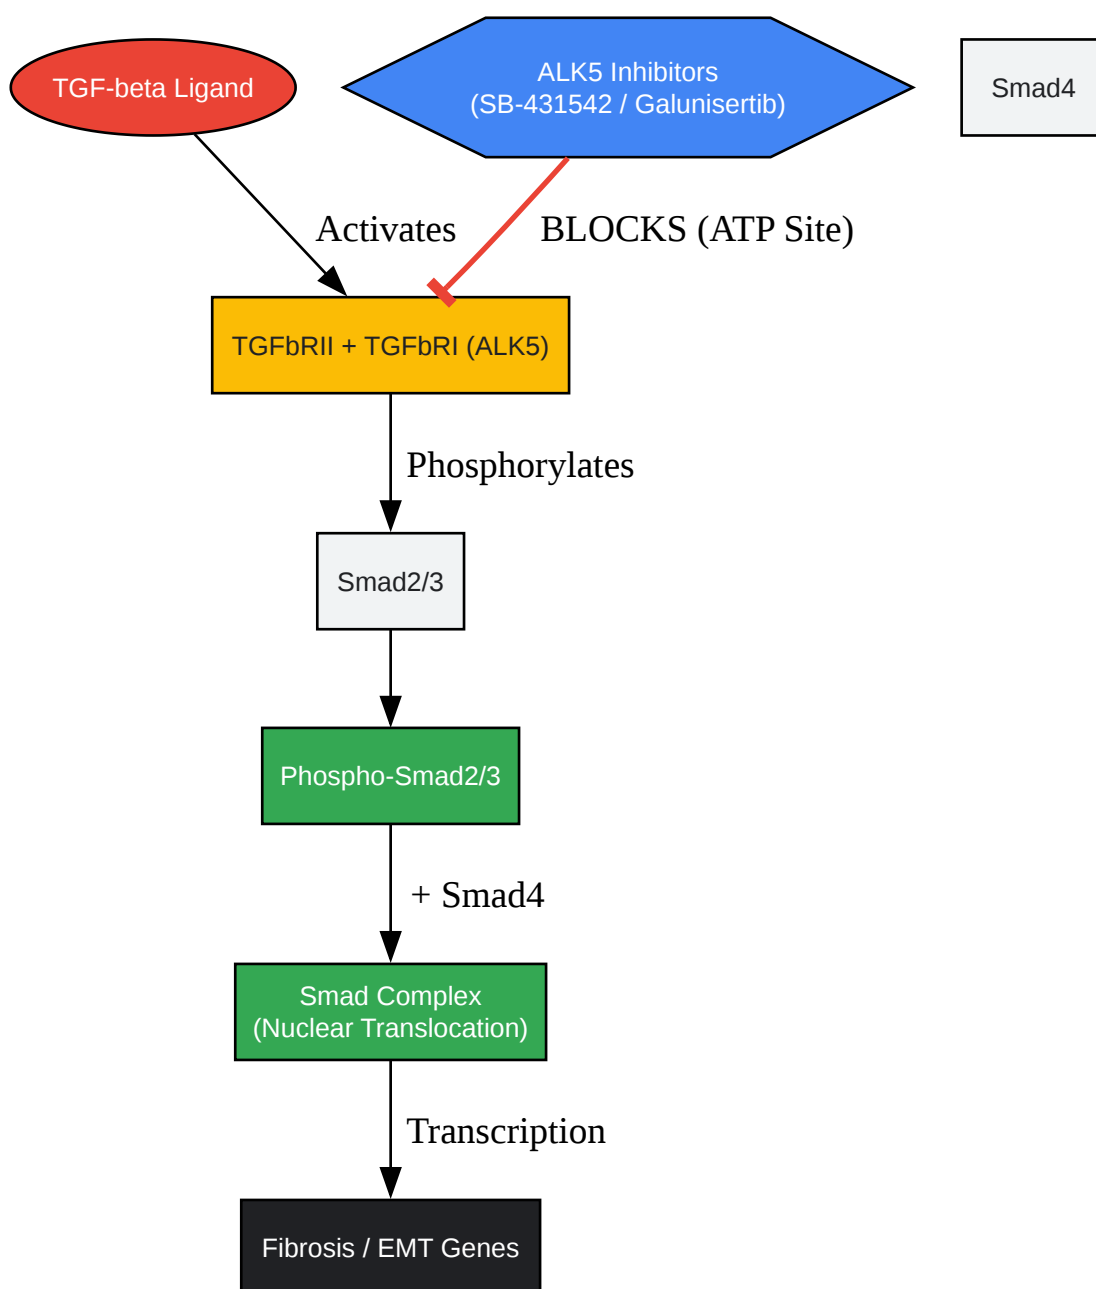 TGF-beta Ligand
ALK5 Inhibitors
(SB-431542 / Galunisertib)
Smad4
Activates
BLOCKS (ATP Site)
TGFbRII + TGFbRI (ALK5)
Phosphorylates
Smad2/3
Phospho-Smad2/3
+ Smad4
Smad Complex
(Nuclear Translocation)
Transcription
Fibrosis / EMT Genes